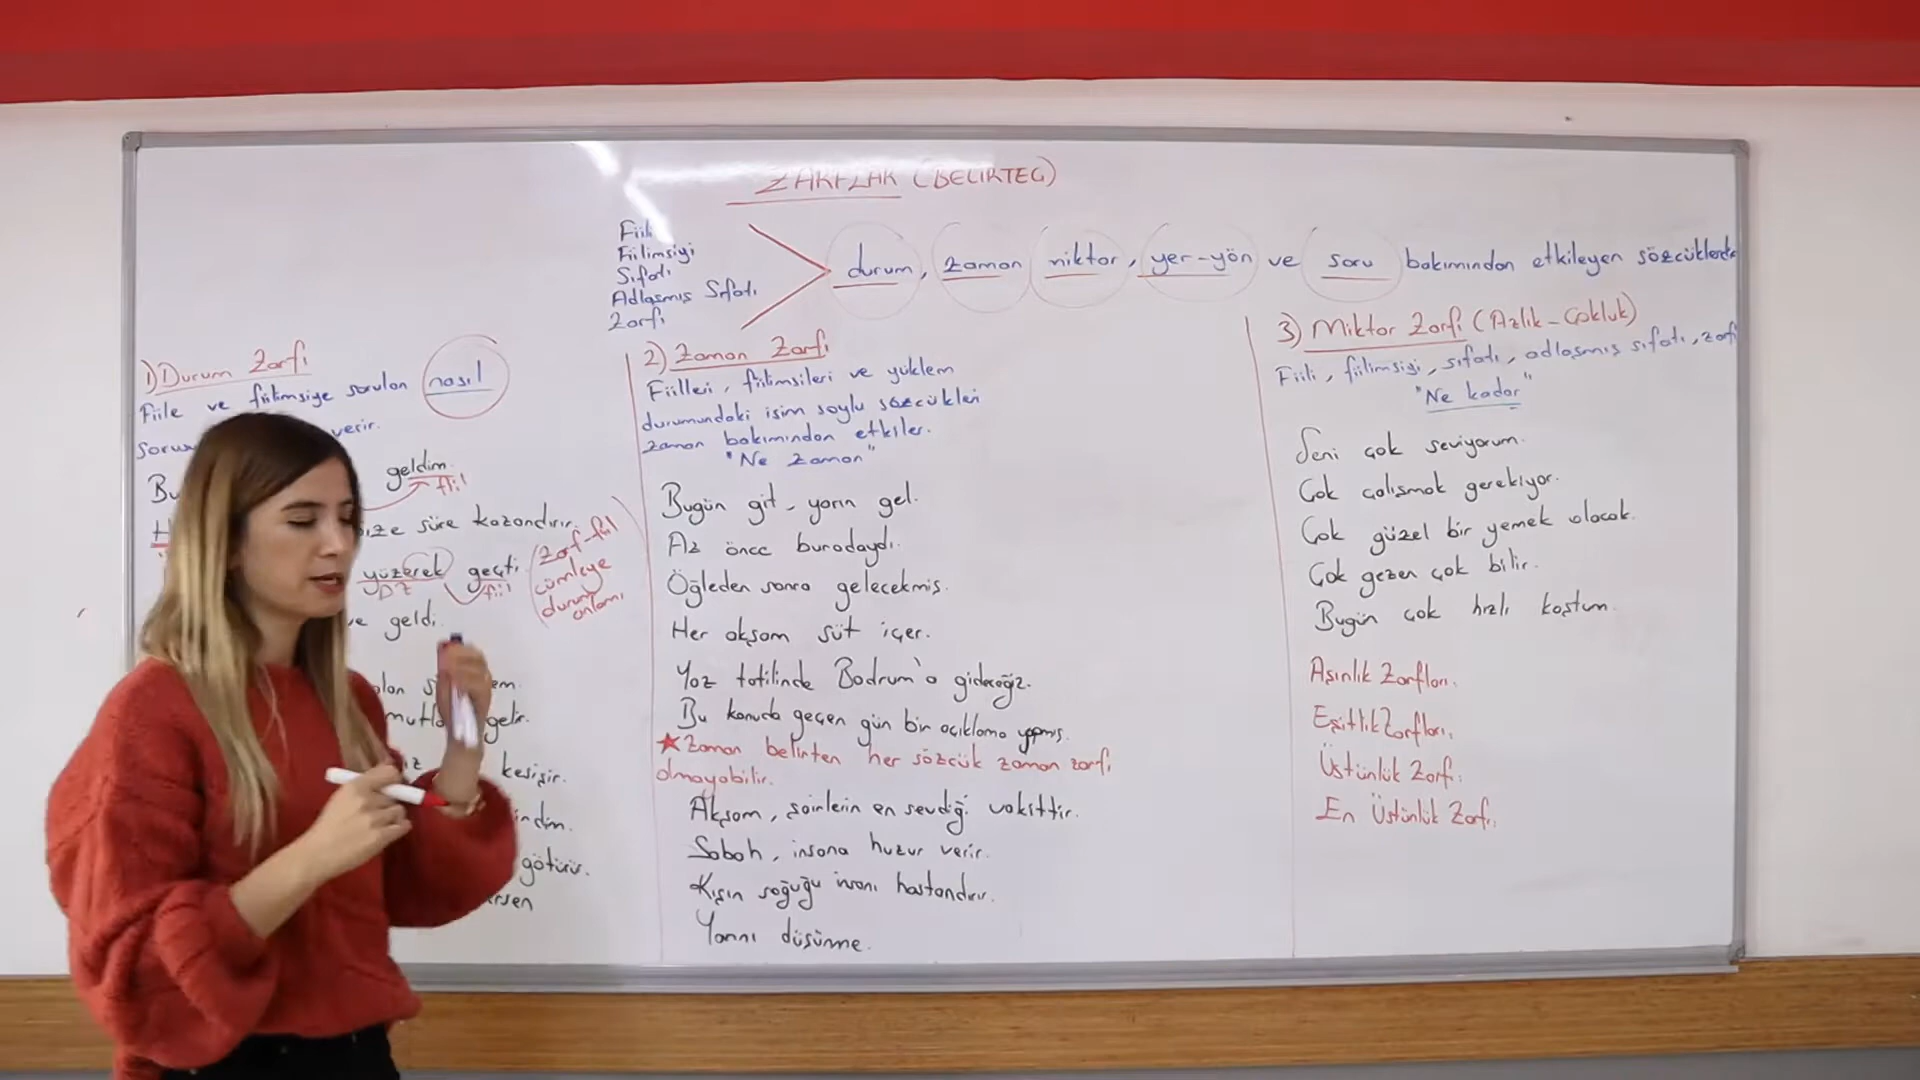 ZARFLAR (BELİRTEÇ)
Fiili
Fiilimsiyi
Sıfatı
Adlaşmış Sıfatı
Zarfı
durum, zaman miktar, yer-yön ve soru bakımından etkileyen sözcüklerdir
1) Durum Zarfı
Fiile ve fiilimsiye sorulan nasıl
verir.
Bu
geldim.
fiil
bize süre kazandırır.
yüzerek geçti.
DZ fiil
geldi.
Zarf-fiil
cümleye
durum
anlamı
gelir.
kesişir.
götürür.
2) Zaman Zarfı
Fiilleri, fiilimsileri ve yüklem
durumundaki isim soylu sözcükleri
zaman bakımından etkiler.
"Ne Zaman"
Bugün git, yarın gel.
Az önce buradaydı.
Öğleden sonra gelecekmiş.
Her akşam süt içer.
Yaz tatilinde Bodrum'a gideceğiz.
Bu konuda geçen gün bir açıklama yapmış.
★ Zaman belirten her sözcük zaman zarfı
olmayabilir.
Akşam, şairlerin en sevdiği vakittir.
Sabah, insana huzur verir.
Kışın soğuğu insanı hastandırır.
Yarını düşünme.
3) Miktar Zarfı (Azlık-Çokluk)
Fiili, fiilimsiyi, sıfatı, adlaşmış sıfatı, zarfı
"Ne kadar"
Seni çok seviyorum.
Çok çalışmak gerekiyor.
Çok güzel bir yemek olacak.
Çok gezen çok bilir.
Bugün çok hızlı koştum.
Aşırılık Zarfları.
Eşitlik Zarfları.
Üstünlük Zarfı.
En Üstünlük Zarfı.